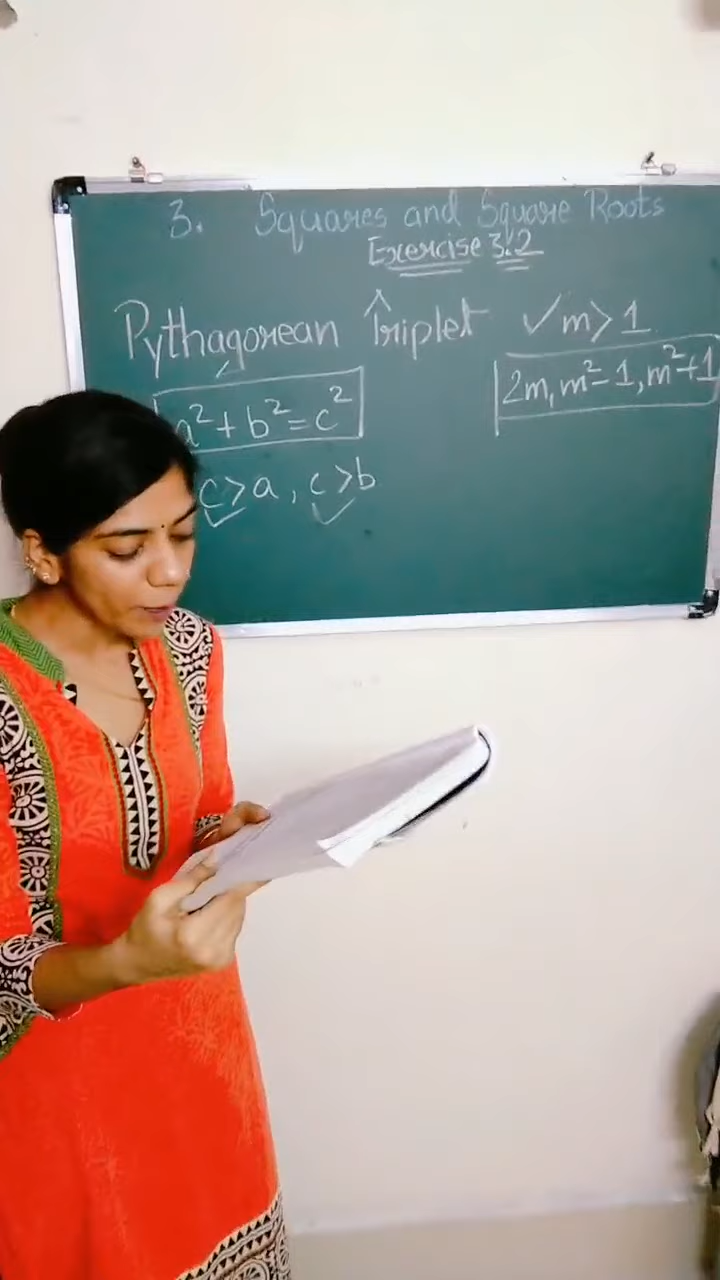 3. Squares and Square Roots
Exercise 3.2
Pythagorean Triplet ✓m>1
a²+b²=c²
2m, m²-1, m²+1
c>a, c>b